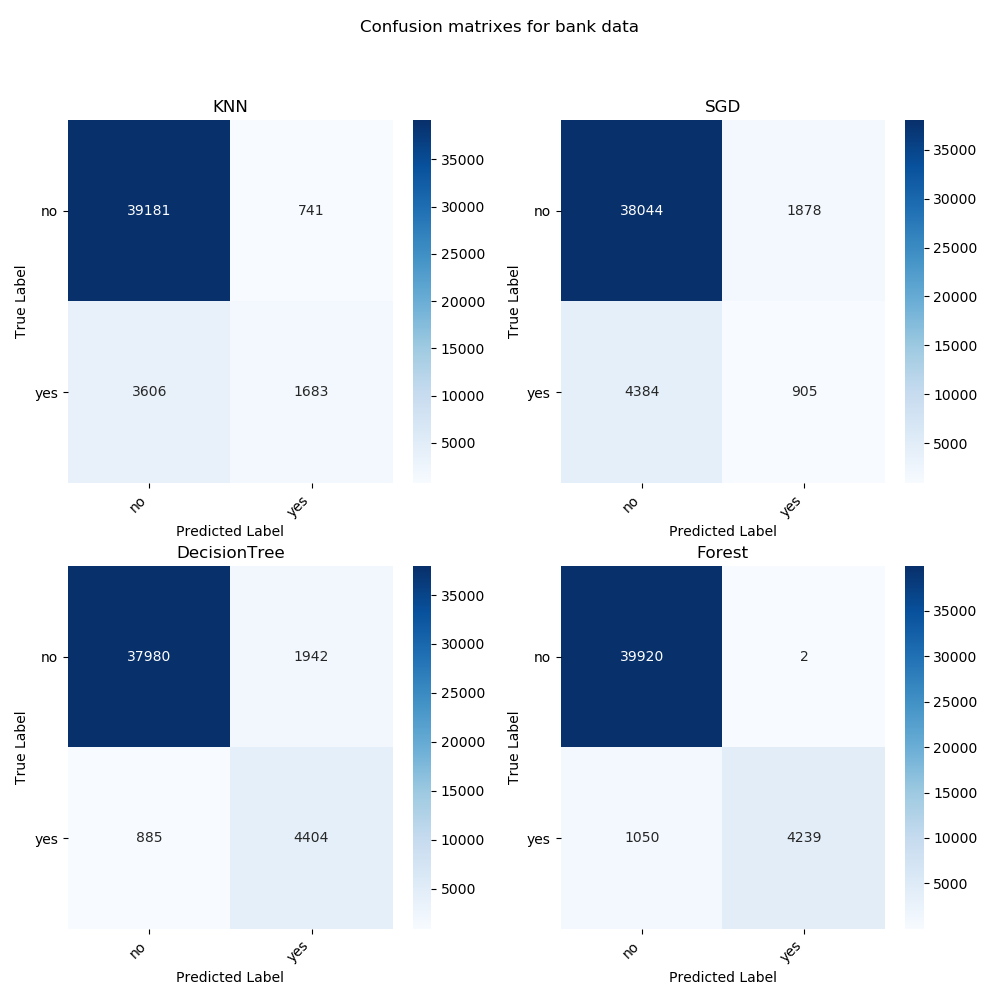 Confusion matrixes for bank data
KNN
no
39181
741
yes
3606
1683
no
yes
True Label
Predicted Label
35000
30000
25000
20000
15000
10000
5000
SGD
no
38044
1878
yes
4384
905
no
yes
True Label
Predicted Label
35000
30000
25000
20000
15000
10000
5000
DecisionTree
no
37980
1942
yes
885
4404
no
yes
True Label
Predicted Label
35000
30000
25000
20000
15000
10000
5000
Forest
no
39920
2
yes
1050
4239
no
yes
True Label
Predicted Label
35000
30000
25000
20000
15000
10000
5000